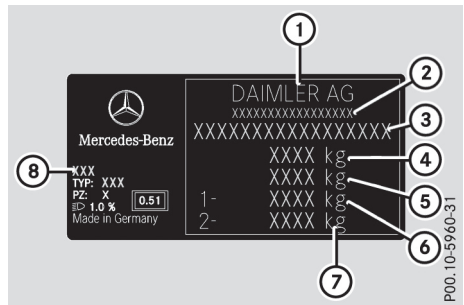 1
2
3
4
5
6
7
8
DAIMLER AG
XXXXXXXXXXXXXXXXX
XXXXXXXXXXXXXXXXX
XXXX kg
XXXX kg
1- XXXX kg
2- XXXX kg
Mercedes-Benz
XXX
TYP: XXX
PZ: X
1.0 %
0.51
Made in Germany
P00.10-5960-31